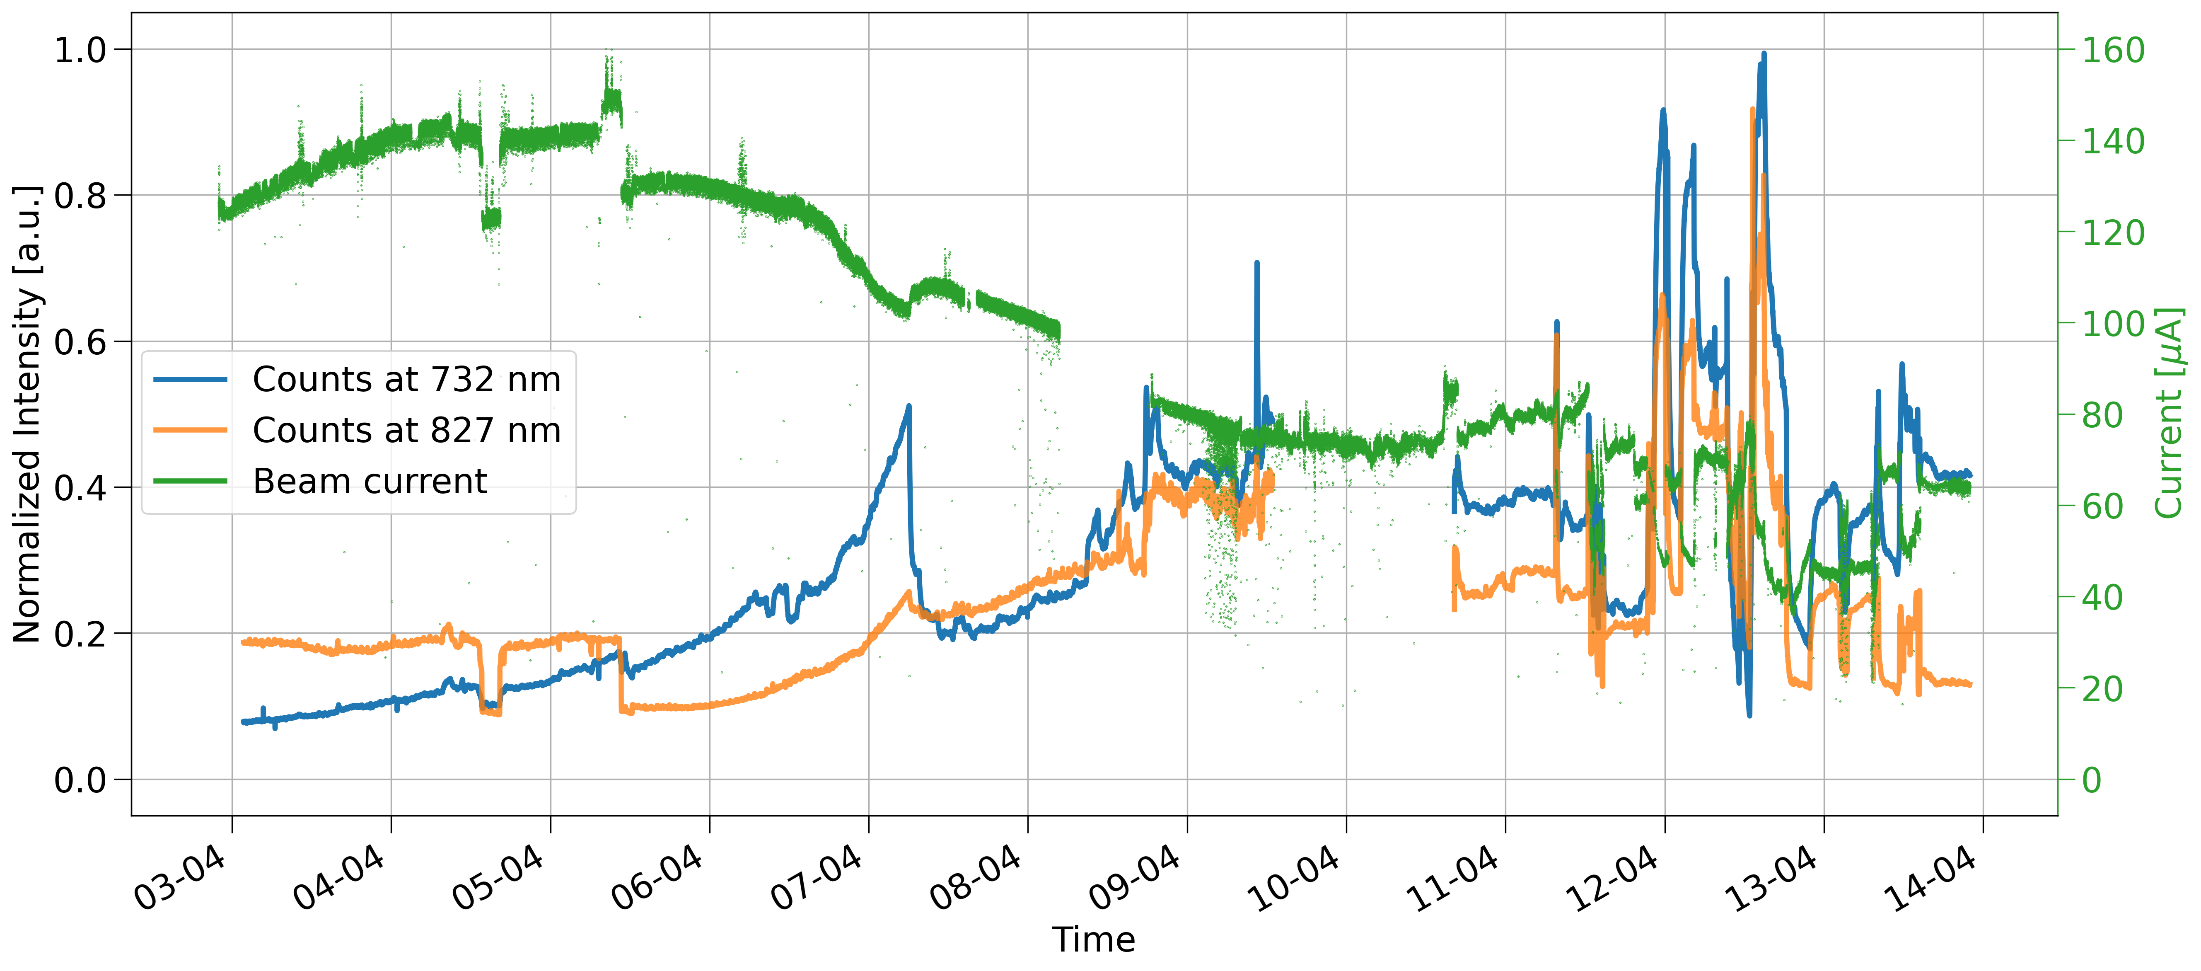 Normalized Intensity [a.u.]
1.0
0.8
0.6
0.4
0.2
0.0
Counts at 732 nm
Counts at 827 nm
Beam current
160
140
120
100
80
60
40
20
0
Current [μA]
03-04 04-04 05-04 06-04 07-04 08-04 09-04 10-04 11-04 12-04 13-04 14-04
Time